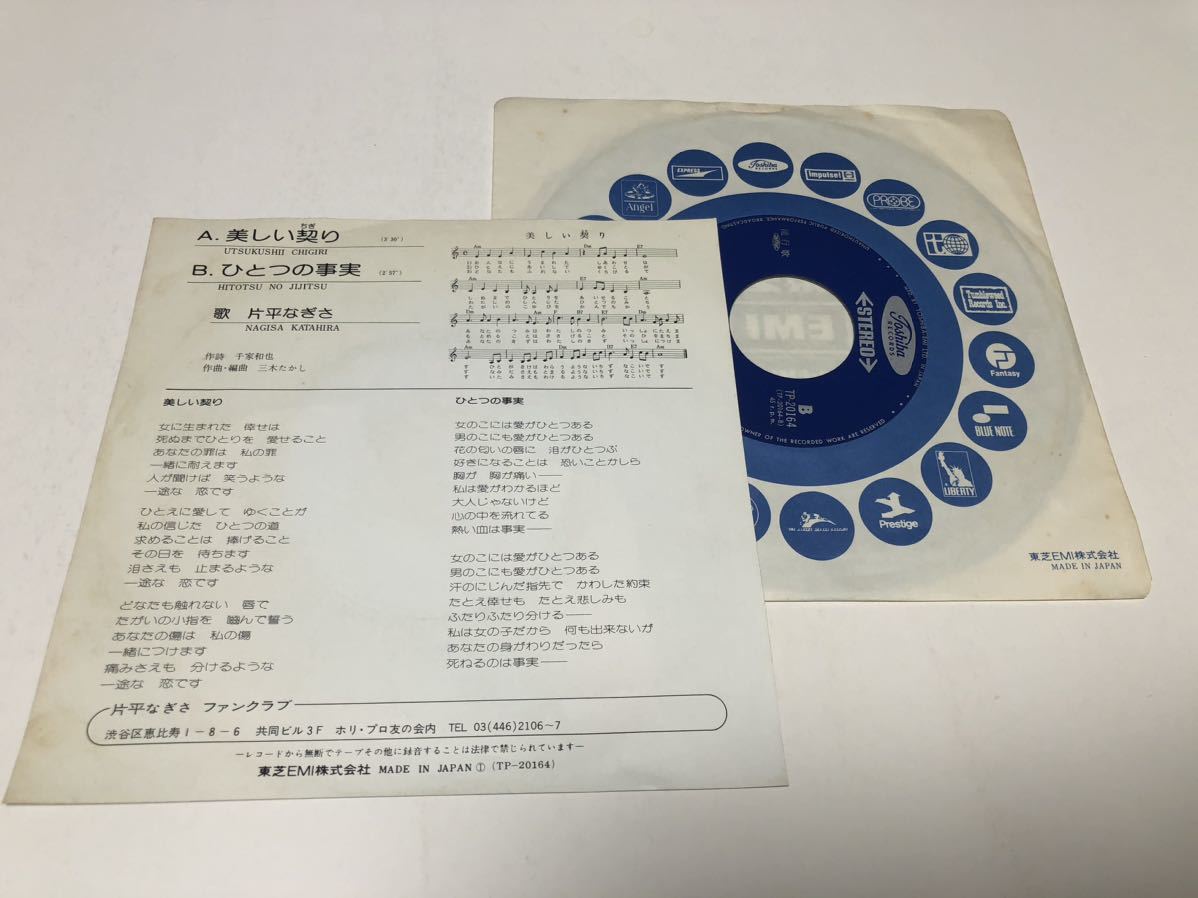 A. 美しい契り (3′30″)
ちぎ
UTSUKUSHII CHIGIRI
B. ひとつの事実 (2′57″)
HITOTSU NO JIJITSU
歌 片平なぎさ
NAGISA KATAHIRA
作詩 千家和也
作曲・編曲 三木たかし
美しい契り
美しい契り
女に生まれた 倖せは
死ぬまでひとりを 愛せること
あなたの罪は 私の罪
一緒に耐えます
人が聞けば 笑うような
一途な 恋です
ひとえに愛して ゆくことが
私の信じた ひとつの道
求めることは 捧げること
その日を 待ちます
泪さえも 止まるような
一途な 恋です
どなたも触れない 唇で
たがいの小指を 嚙んで誓う
あなたの傷は 私の傷
一緒につけます
痛みさえも 分けるような
一途な 恋です
ひとつの事実
女のこには愛がひとつある
男のこにも愛がひとつある
花の匂いの唇に 泪がひとつぶ
好きになることは 恐いことかしら
胸が 胸が痛い——
私は愛がわかるほど
大人じゃないけど
心の中を流れてる
熱い血は事実——
女のこには愛がひとつある
男のこにも愛がひとつある
汗のにじんだ指先で かわした約束
たとえ倖せも たとえ悲しみも
ふたりふたり分ける——
私は女の子だから 何も出来ないが
あなたの身がわりだったら
死ねるのは事実——
片平なぎさ ファンクラブ
渋谷区恵比寿1-8-6 共同ビル3F ホリ・プロ友の会内 TEL 03(446)2106〜7
—レコードから無断でテープその他に録音することは法律で禁じられています—
東芝EMI株式会社 MADE IN JAPAN ① (TP-20164)
Angel
EXPRESS
Toshiba
RECORDS
impulse!
PROBE
Tumbleweed
Records Inc.
Fantasy
BLUE NOTE
LIBERTY
Prestige
流行歌
EMI
Toshiba
RECORDS
STEREO
TP-20164
(TP-20164-B)
B
45 r.p.m.
UNAUTHORIZED PUBLIC PERFORMANCE, BROADCASTING
OWNER OF THE RECORDED WORK ARE RESERVED
東芝EMI株式会社
MADE IN JAPAN